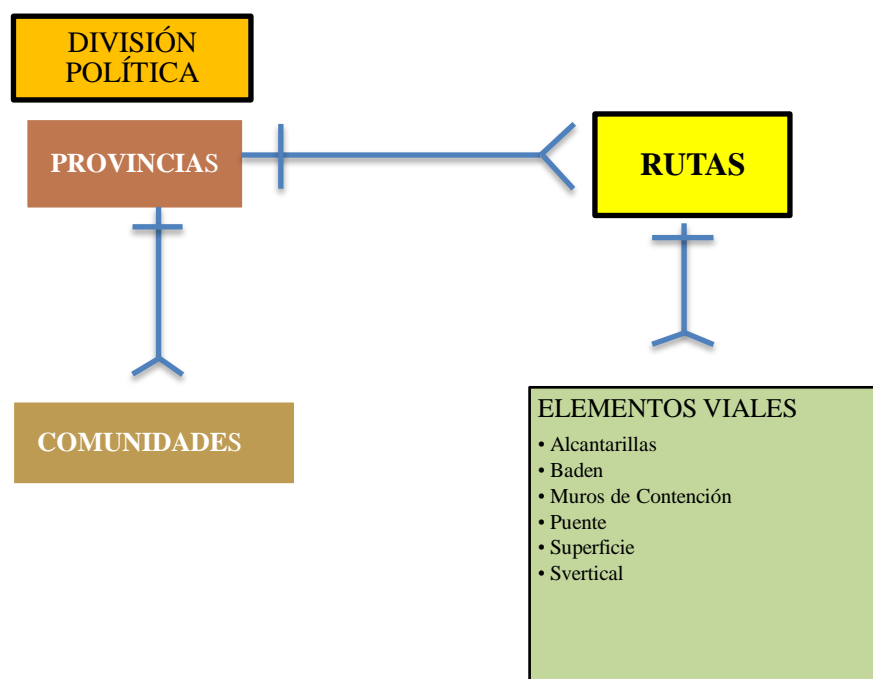 DIVISIÓN
POLÍTICA
PROVINCIAS
RUTAS
COMUNIDADES
ELEMENTOS VIALES
• Alcantarillas
• Baden
• Muros de Contención
• Puente
• Superficie
• Svertical